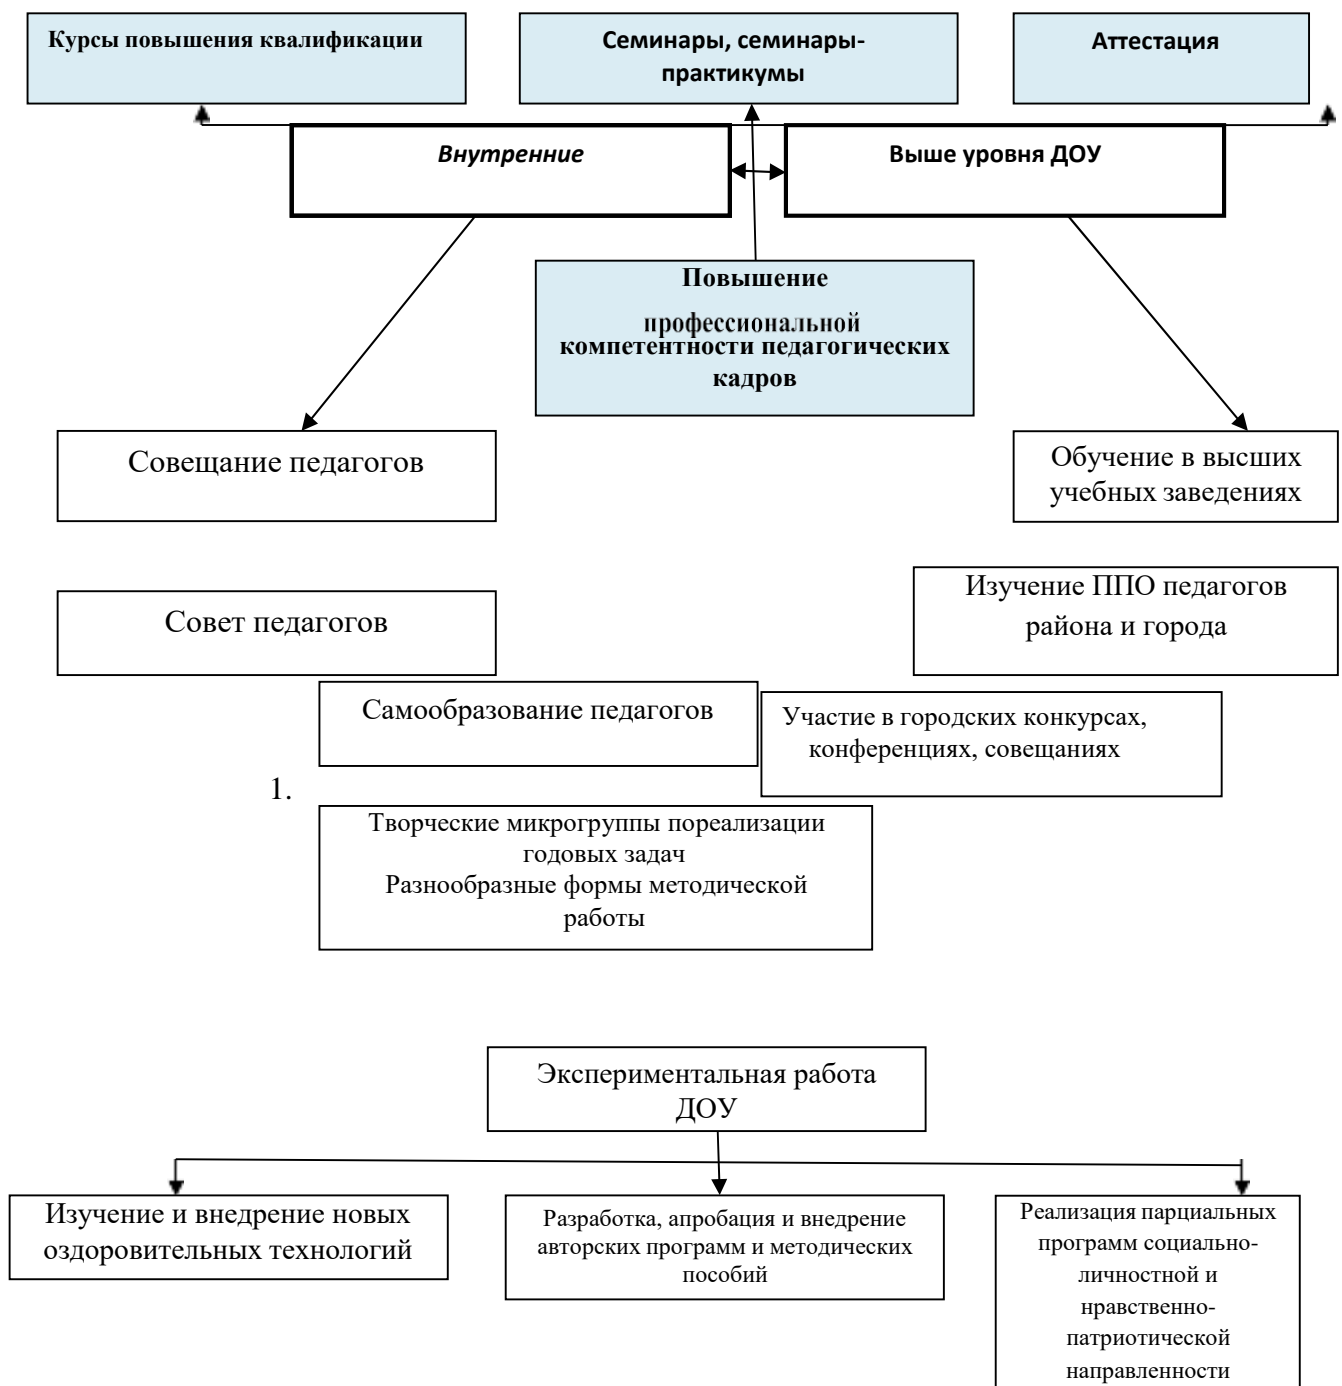 Курсы повышения квалификации
Семинары, семинары-
практикумы
Аттестация
Внутренние
Выше уровня ДОУ
Повышение
профессиональной
компетентности педагогических
кадров
Совещание педагогов
Обучение в высших
учебных заведениях
Совет педагогов
Изучение ППО педагогов
района и города
Самообразование педагогов
Участие в городских конкурсах,
конференциях, совещаниях
1.
Творческие микрогруппы пореализации
годовых задач
Разнообразные формы методической
работы
Экспериментальная работа
ДОУ
Изучение и внедрение новых
оздоровительных технологий
Разработка, апробация и внедрение
авторских программ и методических
пособий
Реализация парциальных
программ социально-
личностной и
нравственно-
патриотической
направленности